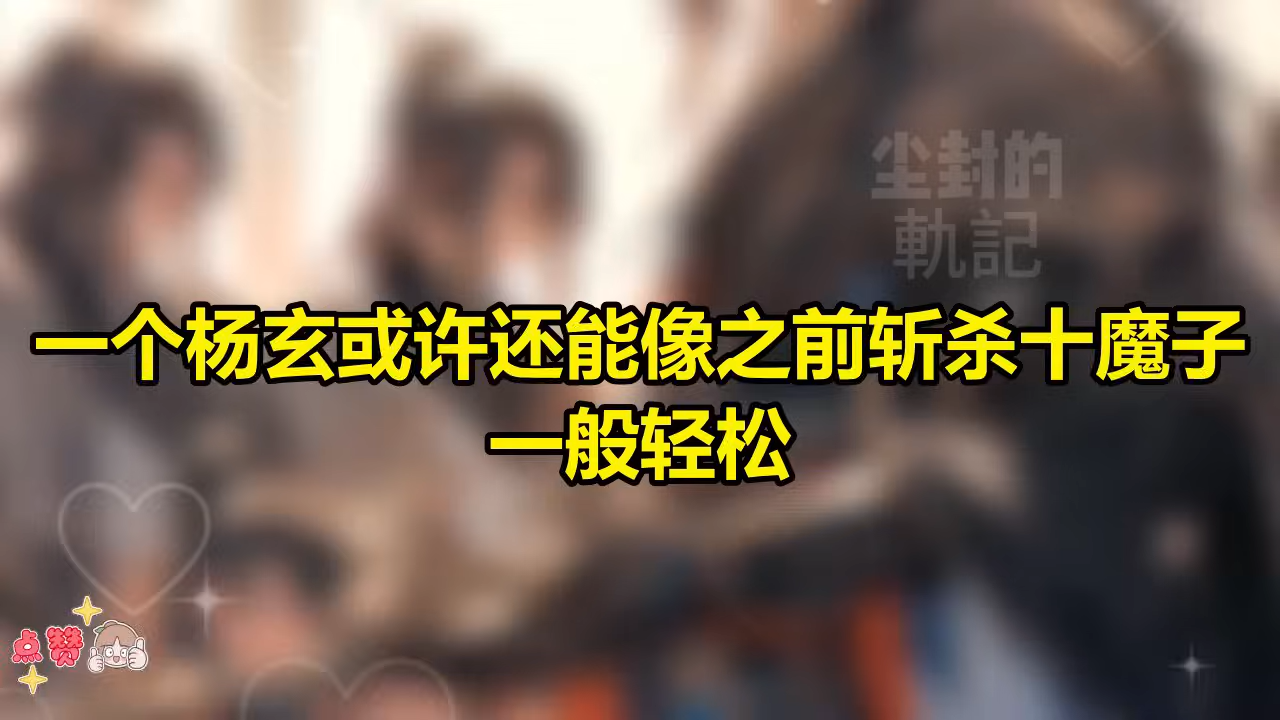 尘封的
軌記
一个杨玄或许还能像之前斩杀十魔子
一般轻松
点赞